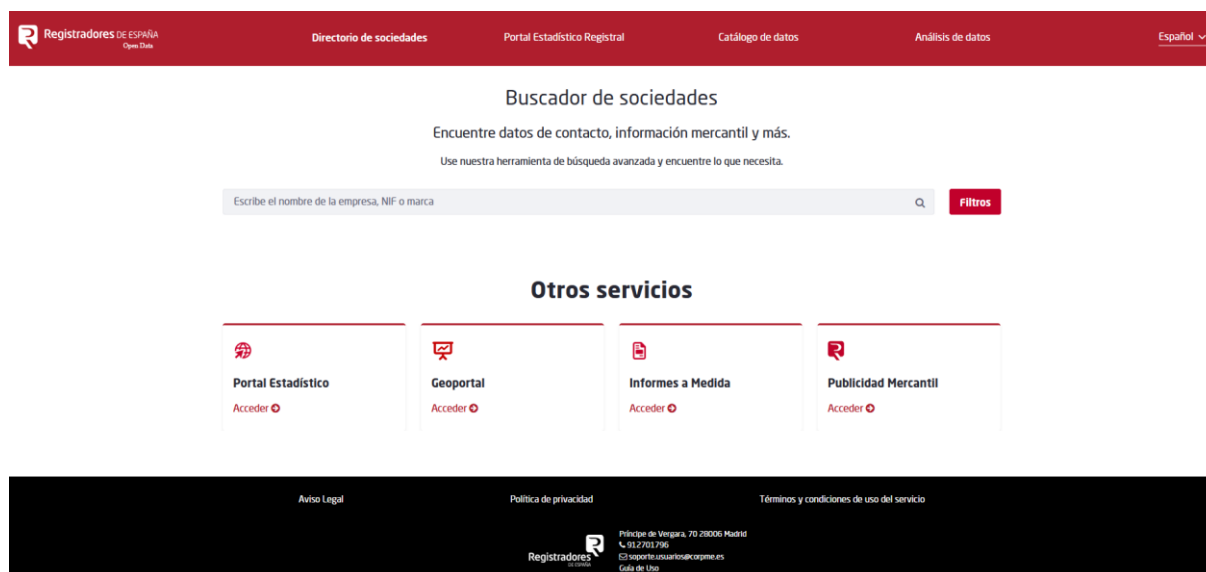 Registradores DE ESPAÑA
Open Data
Directorio de sociedades
Portal Estadístico Registral
Catálogo de datos
Análisis de datos
Español
Buscador de sociedades
Encuentre datos de contacto, información mercantil y más.
Use nuestra herramienta de búsqueda avanzada y encuentre lo que necesita.
Escribe el nombre de la empresa, NIF o marca
Filtros
Otros servicios
Portal Estadístico
Acceder
Geoportal
Acceder
Informes a Medida
Acceder
Publicidad Mercantil
Acceder
Aviso Legal
Política de privacidad
Términos y condiciones de uso del servicio
Registradores
DE ESPAÑA
Príncipe de Vergara, 70 28006 Madrid
912701796
soporte.usuarios@corpme.es
Guía de Uso